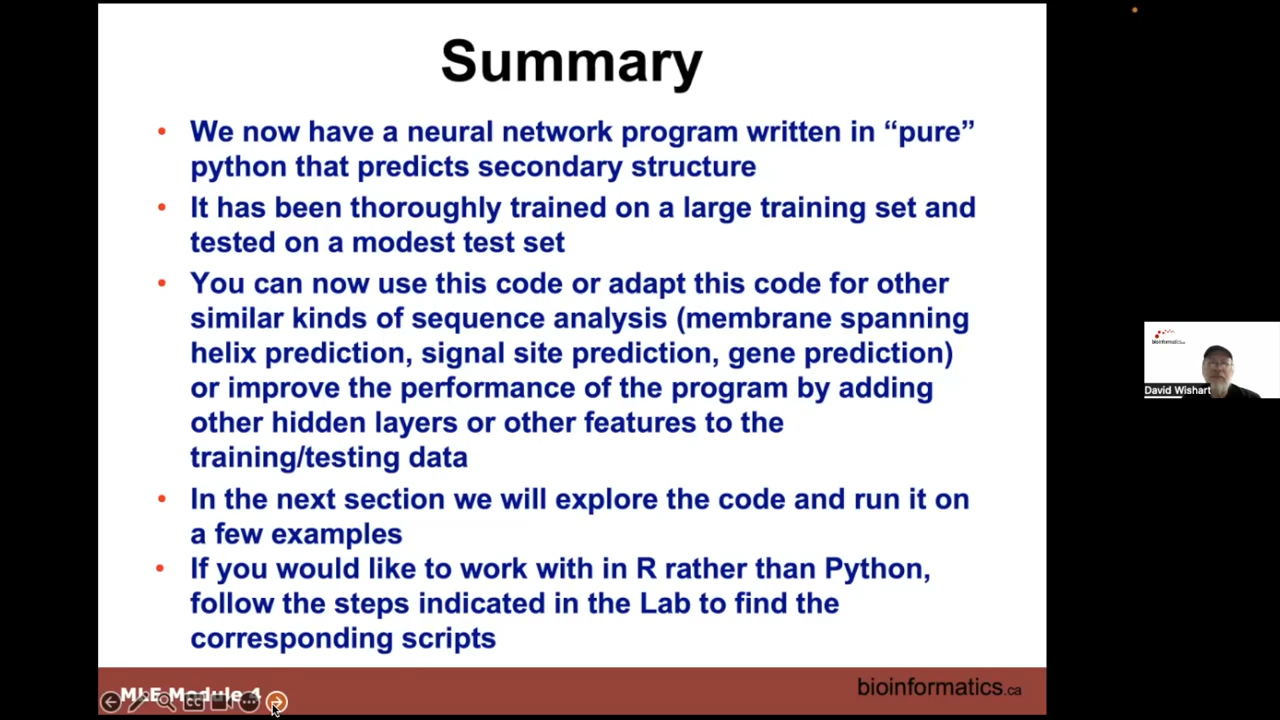 Summary
• We now have a neural network program written in “pure”
python that predicts secondary structure
• It has been thoroughly trained on a large training set and
tested on a modest test set
• You can now use this code or adapt this code for other
similar kinds of sequence analysis (membrane spanning
helix prediction, signal site prediction, gene prediction)
or improve the performance of the program by adding
other hidden layers or other features to the
training/testing data
• In the next section we will explore the code and run it on
a few examples
• If you would like to work with in R rather than Python,
follow the steps indicated in the Lab to find the
corresponding scripts
MLE Module 4
CC
bioinformatics.ca
bioinformatics.ca
David Wishart